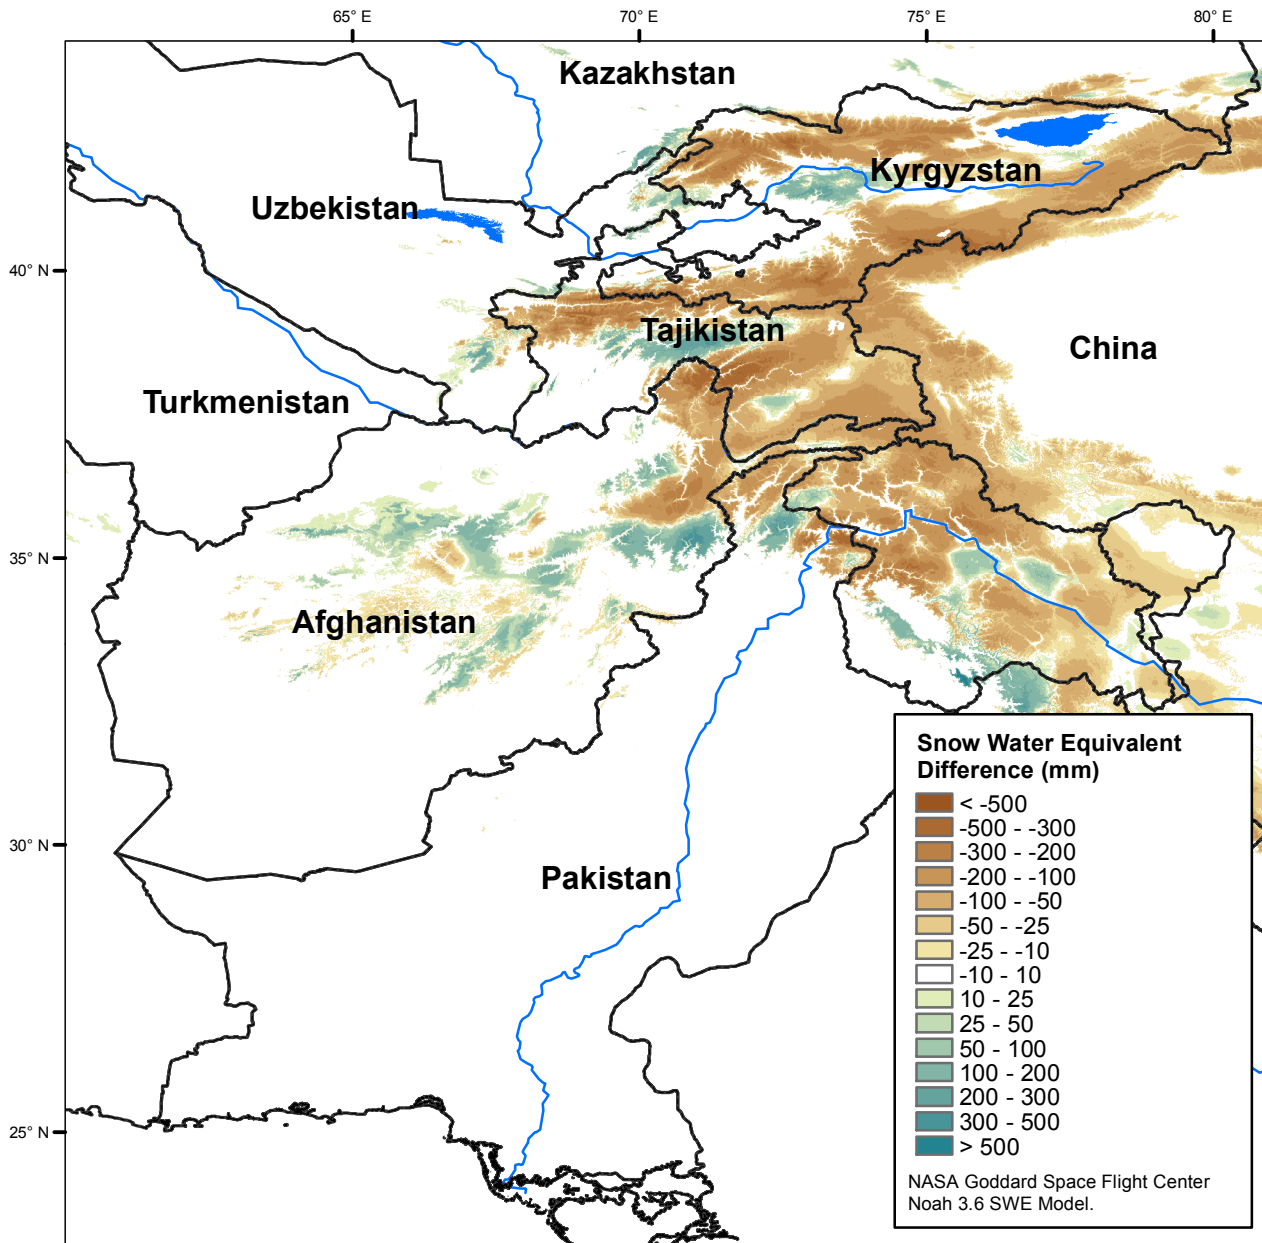 65° E
70° E
75° E
80° E
Kazakhstan
Kyrgyzstan
Uzbekistan
40° N
Tajikistan
China
Turkmenistan
35° N
Afghanistan
Snow Water Equivalent
Difference (mm)
< -500
-500 - -300
-300 - -200
-200 - -100
-100 - -50
-50 - -25
-25 - -10
-10 - 10
10 - 25
25 - 50
50 - 100
100 - 200
200 - 300
300 - 500
> 500
NASA Goddard Space Flight Center
Noah 3.6 SWE Model.
30° N
Pakistan
25° N